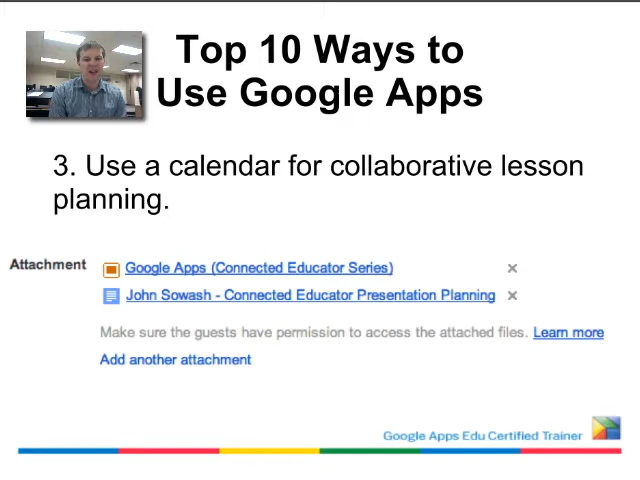 Top 10 Ways to
Use Google Apps
3. Use a calendar for collaborative lesson
planning.
Attachment
Google Apps (Connected Educator Series)
John Sowash - Connected Educator Presentation Planning
Make sure the guests have permission to access the attached files. Learn more
Add another attachment
Google Apps Edu Certified Trainer